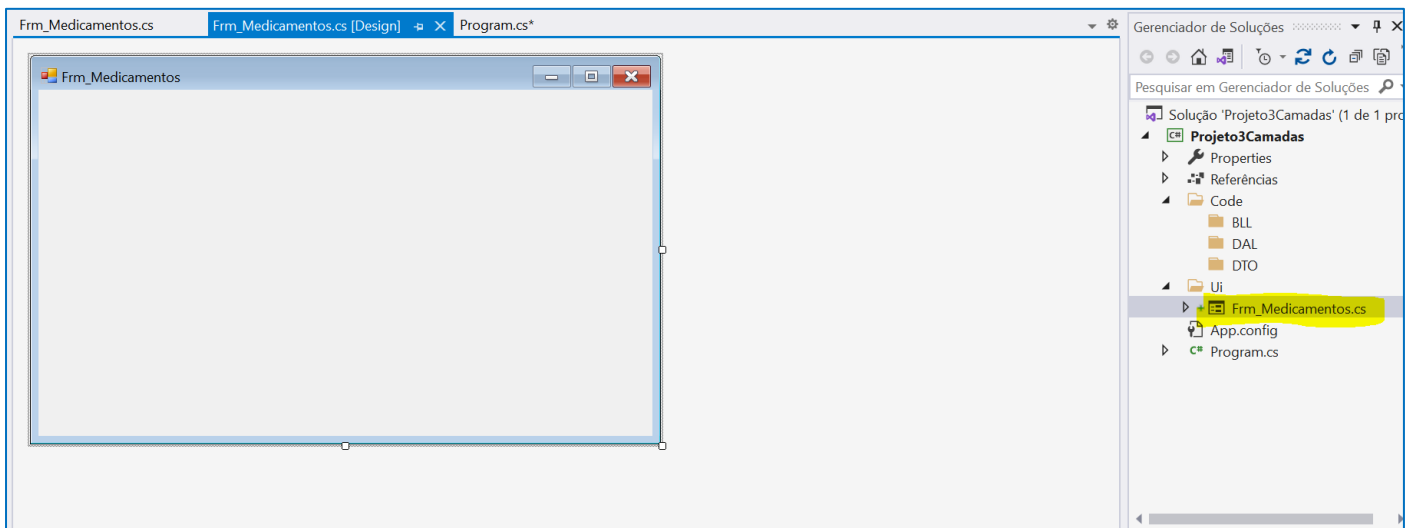 Frm_Medicamentos.cs
Frm_Medicamentos.cs [Design]
Program.cs*
Frm_Medicamentos
Gerenciador de Soluções
Pesquisar em Gerenciador de Soluções
Solução 'Projeto3Camadas' (1 de 1 pro
C# Projeto3Camadas
Properties
Referências
Code
BLL
DAL
DTO
Ui
Frm_Medicamentos.cs
App.config
C# Program.cs